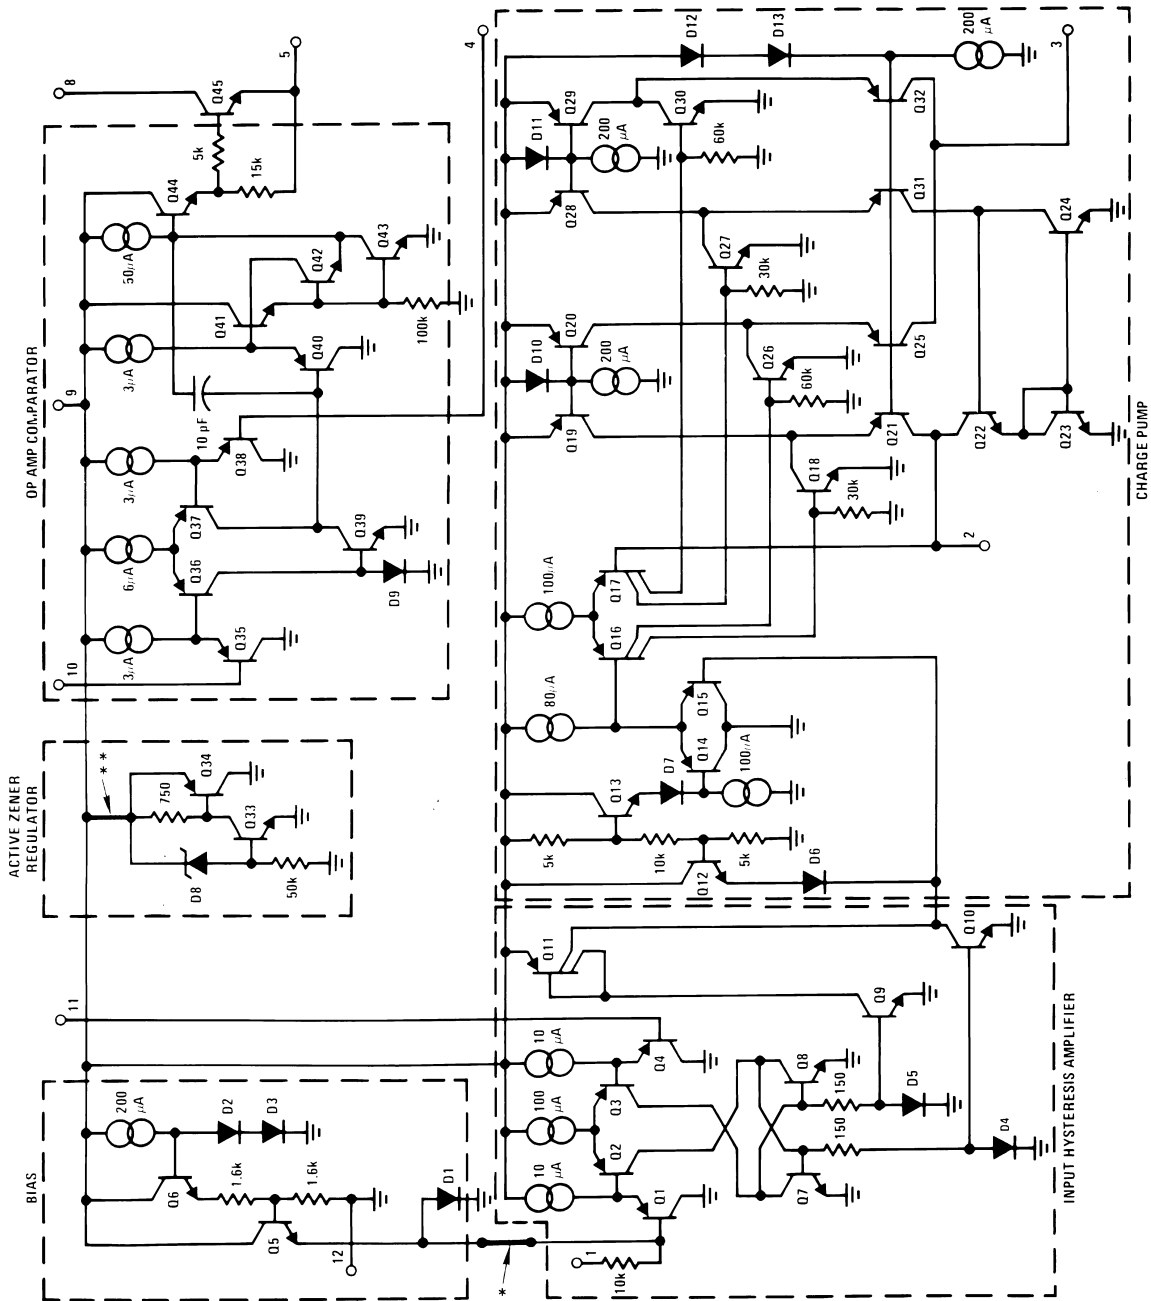 OP AMP COMPARATOR
9
8
5
4
10
3μA
6μA
3μA
3μA
50μA
10 pF
5k
15k
100k
Q35
Q36
Q37
Q38
Q39
Q40
Q41
Q42
Q43
Q44
Q45
D9
ACTIVE ZENER
REGULATOR
* *
750
50k
D8
Q33
Q34
11
BIAS
200
μA
D2
D3
1.6k
1.6k
Q5
Q6
D1
12
*
INPUT HYSTERESIS AMPLIFIER
1
10k
10
μA
100
μA
10
μA
Q1
Q2
Q3
Q4
Q7
Q8
150
150
Q9
Q10
Q11
D4
D5
CHARGE PUMP
Q12
D6
5k
10k
5k
Q13
D7
100μA
Q14
Q15
80μA
100μA
Q16
Q17
2
Q18
30k
Q19
Q20
D10
200
μA
Q21
Q22
Q23
Q24
Q25
Q26
60k
Q27
30k
Q28
Q29
D11
200
μA
Q30
60k
Q31
Q32
D12
D13
200
μA
3